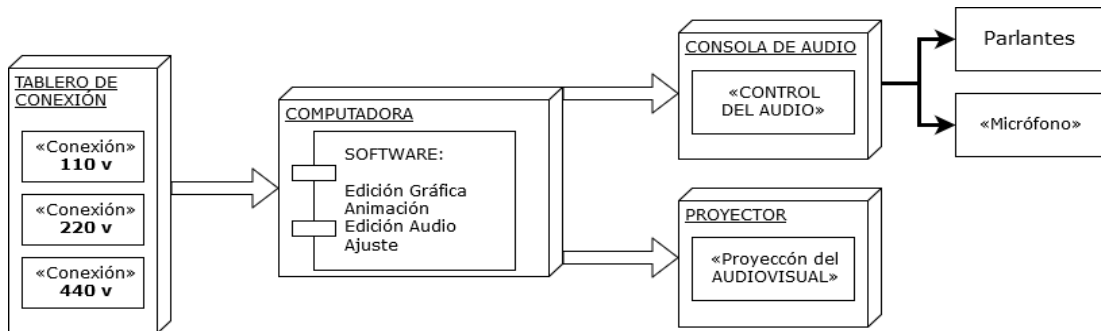 TABLERO DE
CONEXIÓN
«Conexión»
110 v
«Conexión»
220 v
«Conexión»
440 v
COMPUTADORA
SOFTWARE:
Edición Gráfica
Animación
Edición Audio
Ajuste
CONSOLA DE AUDIO
«CONTROL
DEL AUDIO»
Parlantes
«Micrófono»
PROYECTOR
«Proyeccón del
AUDIOVISUAL»